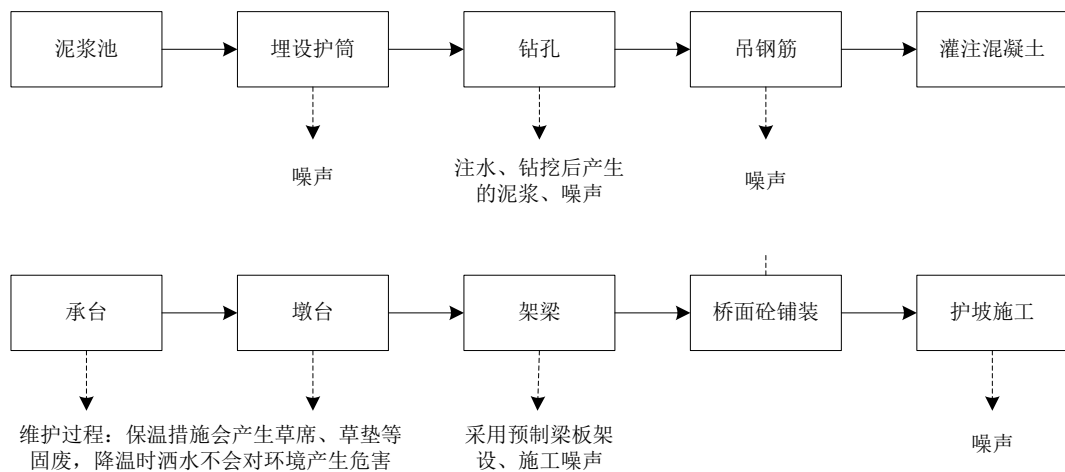 泥浆池
埋设护筒
钻孔
吊钢筋
灌注混凝土
噪声
注水、钻挖后产生
的泥浆、噪声
噪声
承台
墩台
架梁
桥面砼铺装
护坡施工
维护过程：保温措施会产生草席、草垫等
固废，降温时洒水不会对环境产生危害
采用预制梁板架
设、施工噪声
噪声